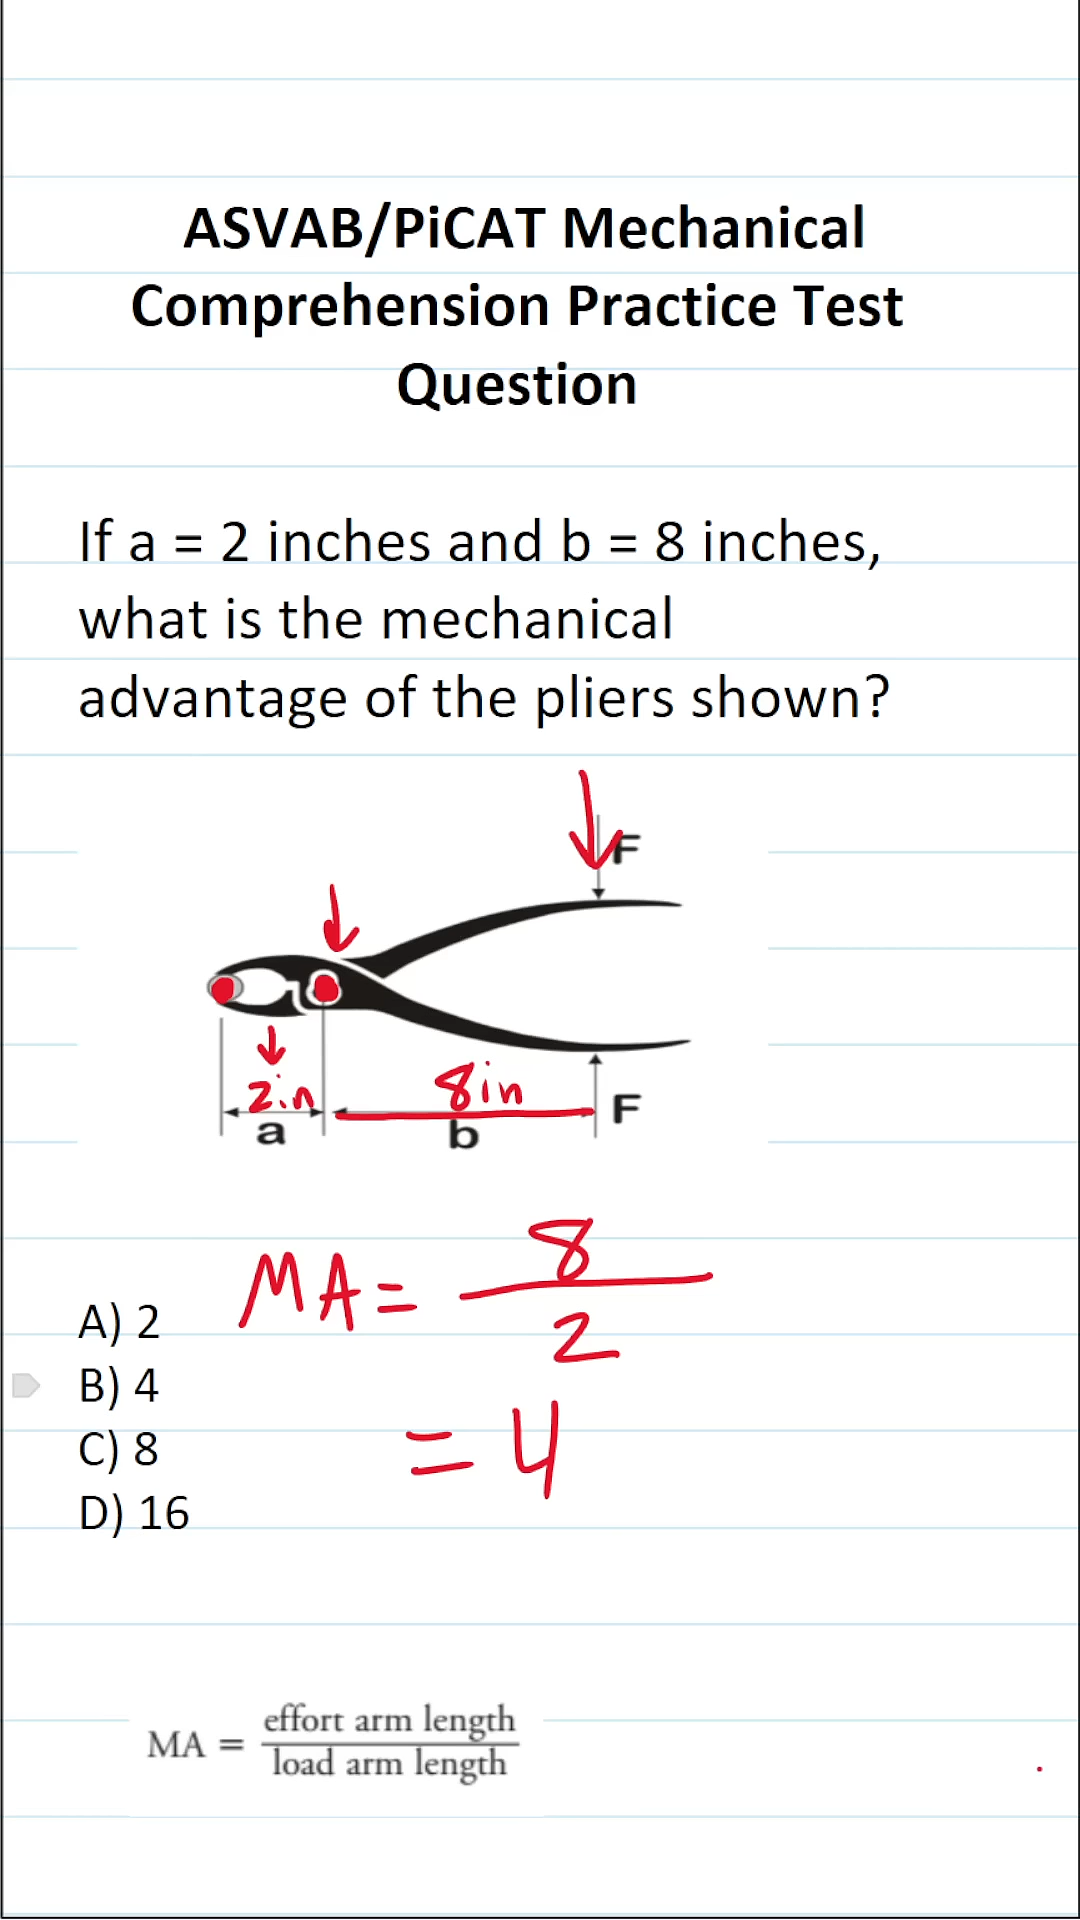 ASVAB/PiCAT Mechanical
Comprehension Practice Test
Question
If a = 2 inches and b = 8 inches,
what is the mechanical
advantage of the pliers shown?
F
2in
8in
F
a
b
MA = 8
2
= 4
A) 2
B) 4
C) 8
D) 16
MA = effort arm length
load arm length